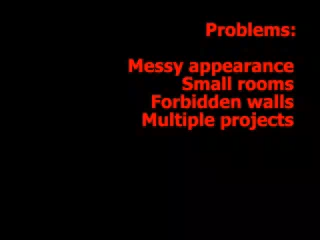 Problems:
Messy appearance
Small rooms
Forbidden walls
Multiple projects